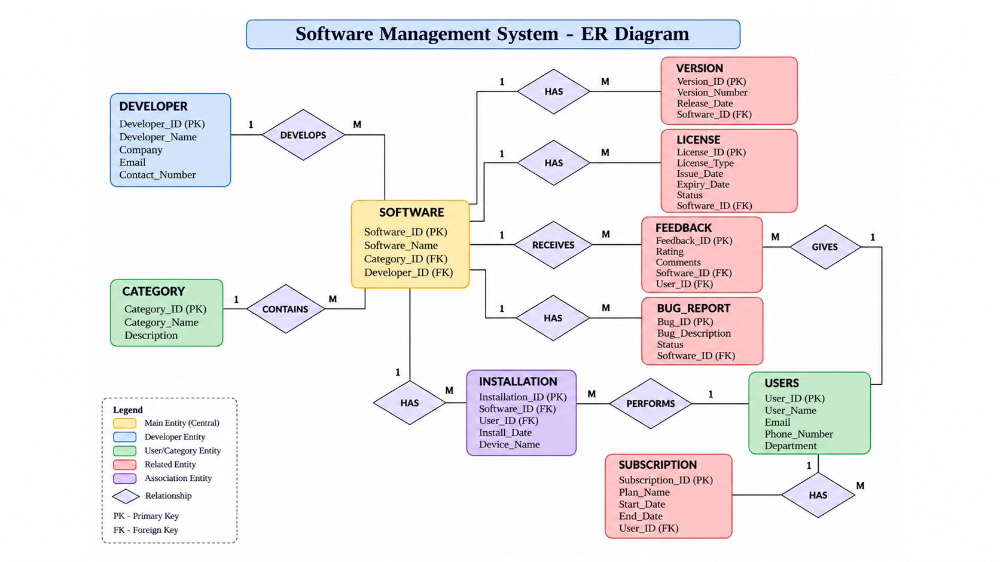 Software Management System - ER Diagram
DEVELOPER
Developer_ID (PK)
Developer_Name
Company
Email
Contact_Number
1
DEVELOPS
M
1
HAS
M
VERSION
Version_ID (PK)
Version_Number
Release_Date
Software_ID (FK)
1
HAS
M
LICENSE
License_ID (PK)
License_Type
Issue_Date
Expiry_Date
Status
Software_ID (FK)
SOFTWARE
Software_ID (PK)
Software_Name
Category_ID (FK)
Developer_ID (FK)
1
RECEIVES
M
FEEDBACK
Feedback_ID (PK)
Rating
Comments
Software_ID (FK)
User_ID (FK)
M
GIVES
1
CATEGORY
Category_ID (PK)
Category_Name
Description
1
CONTAINS
M
1
HAS
M
BUG_REPORT
Bug_ID (PK)
Bug_Description
Status
Software_ID (FK)
1
HAS
M
INSTALLATION
Installation_ID (PK)
Software_ID (FK)
User_ID (FK)
Install_Date
Device_Name
M
PERFORMS
1
USERS
User_ID (PK)
User_Name
Email
Phone_Number
Department
1
HAS
M
SUBSCRIPTION
Subscription_ID (PK)
Plan_Name
Start_Date
End_Date
User_ID (FK)
Legend
Main Entity (Central)
Developer Entity
User/Category Entity
Related Entity
Association Entity
Relationship
PK - Primary Key
FK - Foreign Key